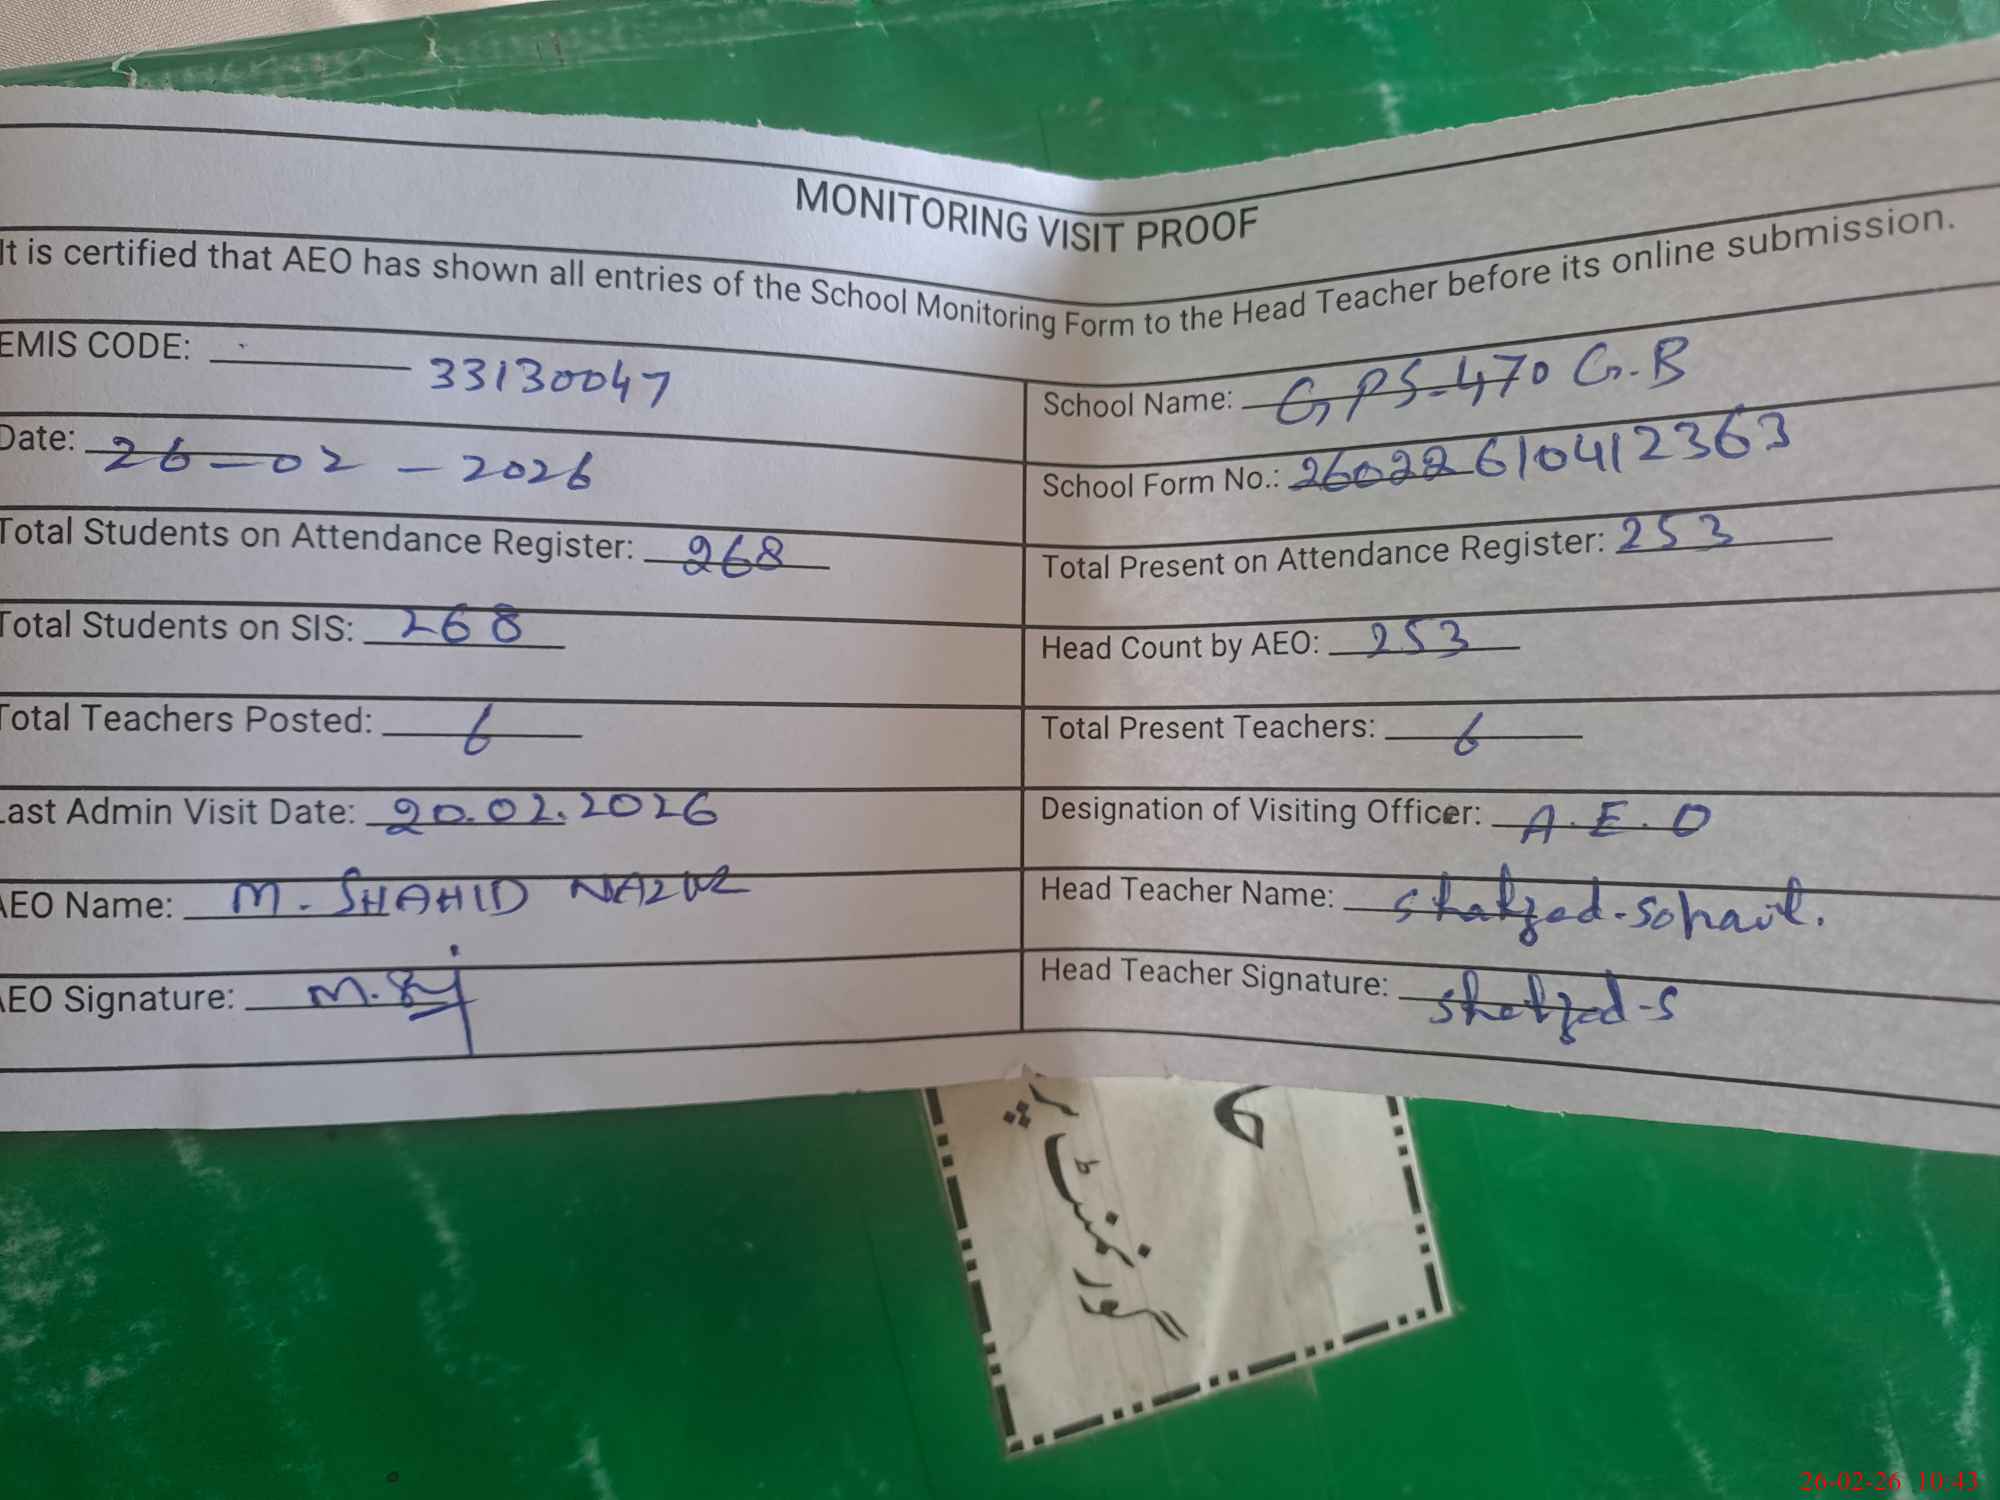 MONITORING VISIT PROOF
It is certified that AEO has shown all entries of the School Monitoring Form to the Head Teacher before its online submission.
EMIS CODE: 33130047
School Name: GPS-470 G.B
Date: 26-02-2026
School Form No.: 260226104412363
Total Students on Attendance Register: 268
Total Present on Attendance Register: 253
Total Students on SIS: 268
Head Count by AEO: 253
Total Teachers Posted: 6
Total Present Teachers: 6
Last Admin Visit Date: 20.02.2026
Designation of Visiting Officer: A.E.O
AEO Name: M. SHAHID
Head Teacher Name: shahzad-sohail.
AEO Signature:
Head Teacher Signature: shahzad-s
گورنمنٹ
26-02-26 10:43